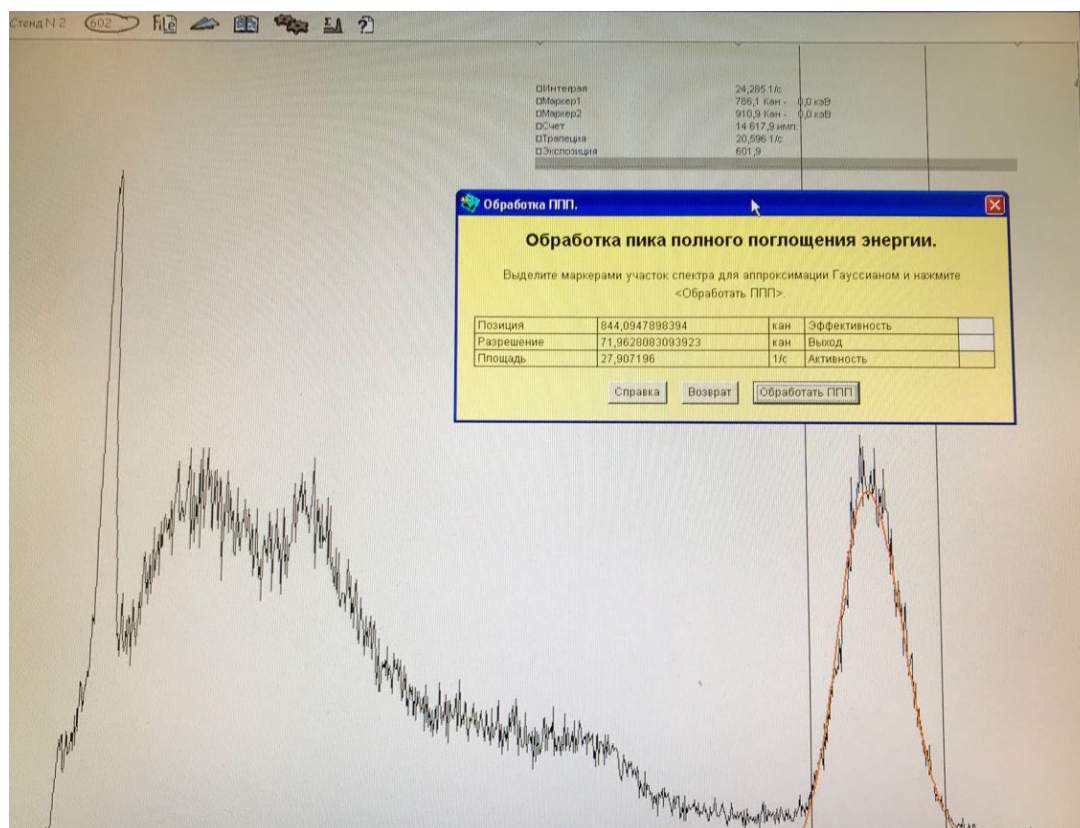 Стенд N 2 602 File
Интеграл 24,285 1/с
Маркер1 786,1 Кан - 0,0 кэВ
Маркер2 910,9 Кан - 0,0 кэВ
Счет 14 617,9 имп.
Трапеция 20,596 1/с
Экспозиция 601,9
Обработка ППП.
Обработка пика полного поглощения энергии.
Выделите маркерами участок спектра для аппроксимации Гауссианом и нажмите
<Обработать ППП>.
Позиция 844,0947898394 кан Эффективность
Разрешение 71,9628083093923 кан Выход
Площадь 27,907196 1/с Активность
Справка Возврат Обработать ППП